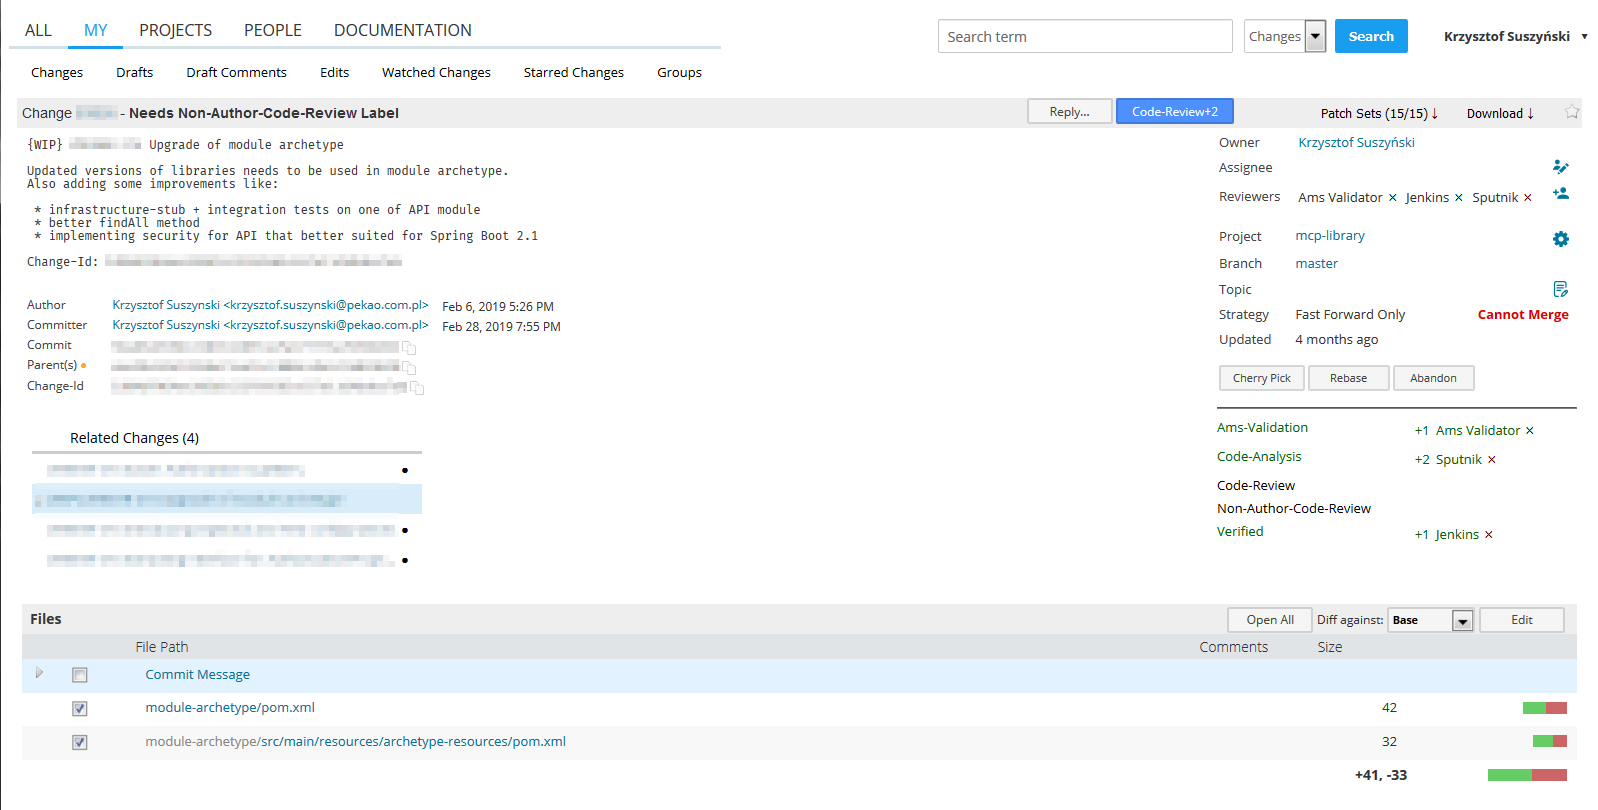 ALL MY PROJECTS PEOPLE DOCUMENTATION
Search term Changes Search Krzysztof Suszyński
Changes Drafts Draft Comments Edits Watched Changes Starred Changes Groups
Change - Needs Non-Author-Code-Review Label Reply... Code-Review+2 Patch Sets (15/15) ↓ Download ↓
{WIP} Upgrade of module archetype
Updated versions of libraries needs to be used in module archetype.
Also adding some improvements like:
* infrastructure-stub + integration tests on one of API module
* better findAll method
* implementing security for API that better suited for Spring Boot 2.1
Change-Id:
Author Krzysztof Suszynski <krzysztof.suszynski@pekao.com.pl> Feb 6, 2019 5:26 PM
Committer Krzysztof Suszynski <krzysztof.suszynski@pekao.com.pl> Feb 28, 2019 7:55 PM
Commit
Parent(s)
Change-Id
Related Changes (4)
Owner Krzysztof Suszyński
Assignee
Reviewers Ams Validator × Jenkins × Sputnik ×
Project mcp-library
Branch master
Topic
Strategy Fast Forward Only Cannot Merge
Updated 4 months ago
Cherry Pick Rebase Abandon
Ams-Validation +1 Ams Validator ×
Code-Analysis +2 Sputnik ×
Code-Review
Non-Author-Code-Review
Verified +1 Jenkins ×
Files Open All Diff against: Base Edit
File Path Comments Size
Commit Message
module-archetype/pom.xml 42
module-archetype/src/main/resources/archetype-resources/pom.xml 32
+41, -33